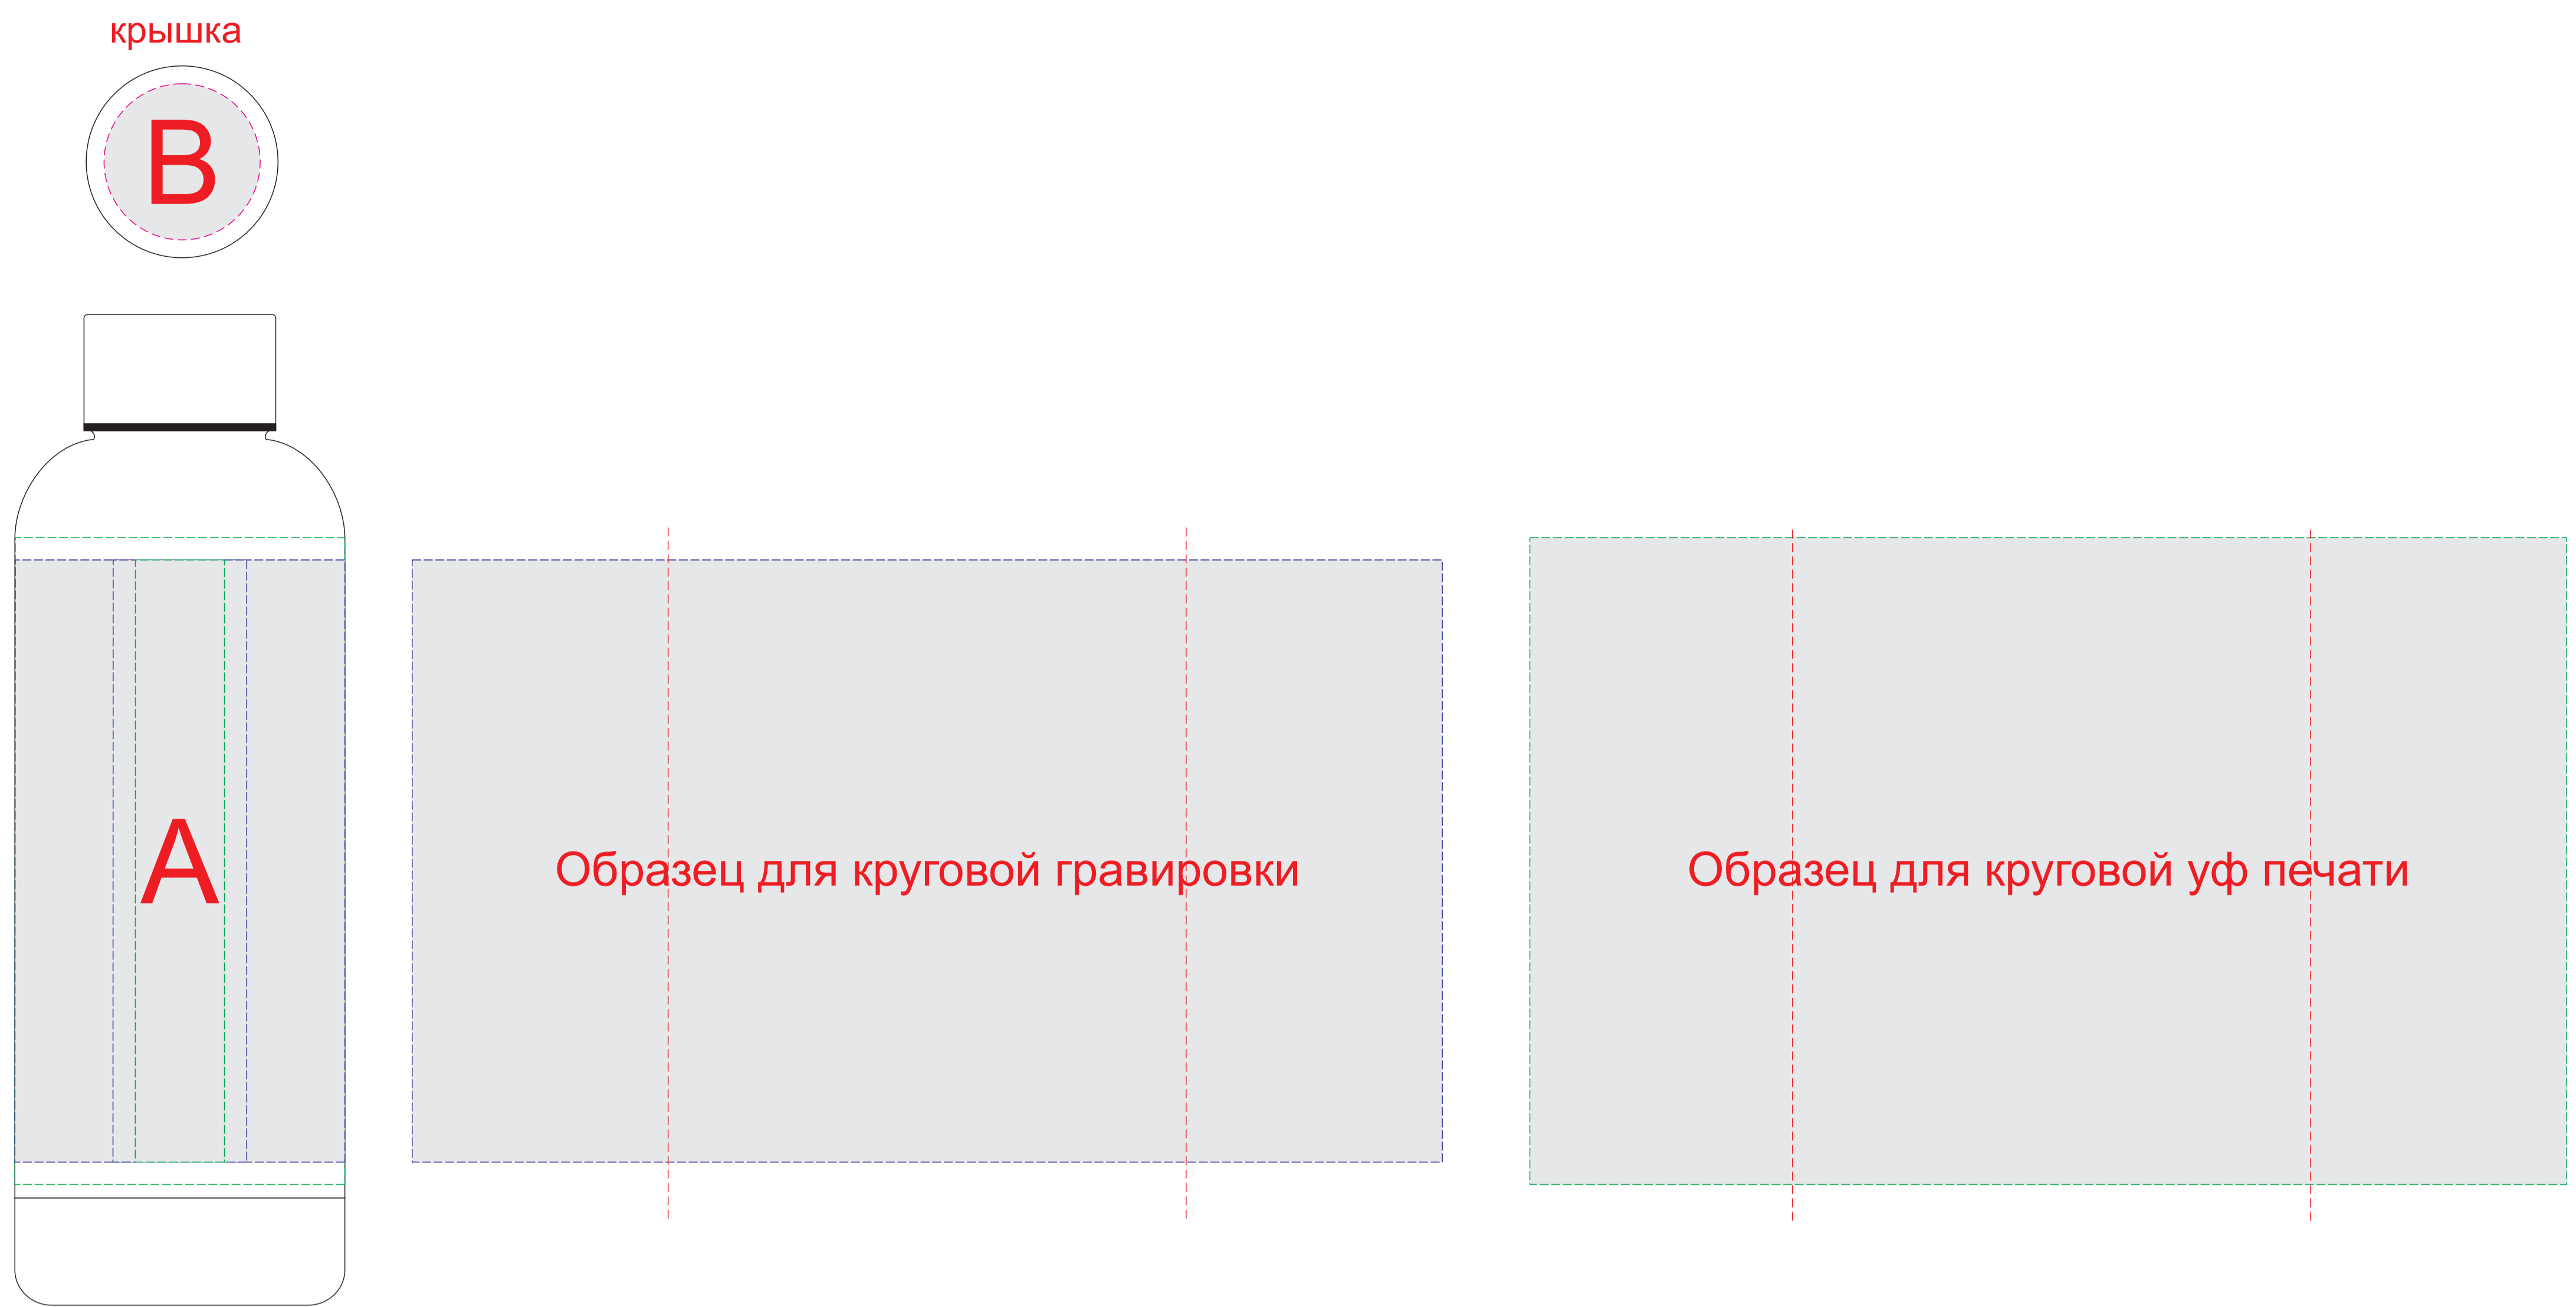 крышка
B
A
Образец для круговой гравировки
Образец для круговой уф печати